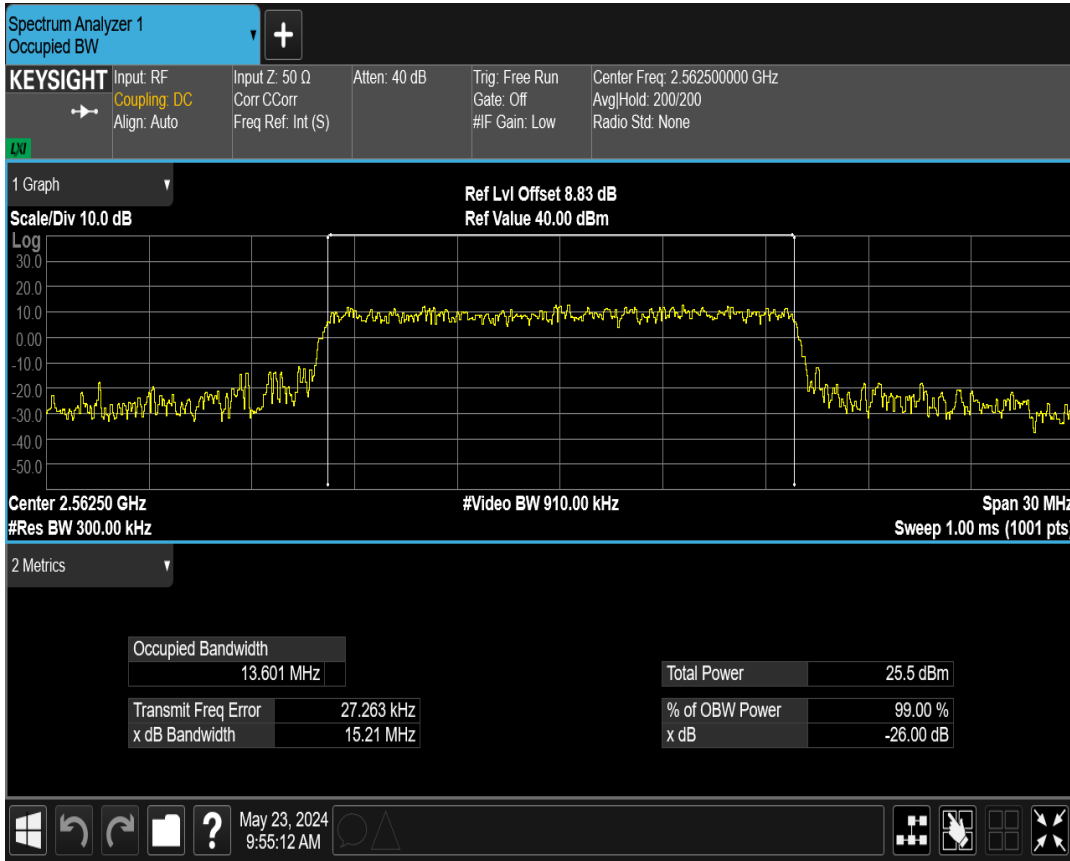 Spectrum Analyzer 1
Occupied BW
+
KEYSIGHT
LXI
Input: RF
Coupling: DC
Align: Auto
Input Z: 50 Ω
Corr CCorr
Freq Ref: Int (S)
Atten: 40 dB
Trig: Free Run
Gate: Off
#IF Gain: Low
Center Freq: 2.562500000 GHz
Avg|Hold: 200/200
Radio Std: None
1 Graph
Scale/Div 10.0 dB
Ref Lvl Offset 8.83 dB
Ref Value 40.00 dBm
Log
30.0
20.0
10.0
0.00
-10.0
-20.0
-30.0
-40.0
-50.0
Center 2.56250 GHz
#Video BW 910.00 kHz
Span 30 MHz
#Res BW 300.00 kHz
Sweep 1.00 ms (1001 pts)
2 Metrics
Occupied Bandwidth
13.601 MHz
Total Power 25.5 dBm
Transmit Freq Error 27.263 kHz
% of OBW Power 99.00 %
x dB Bandwidth 15.21 MHz
x dB -26.00 dB
?
May 23, 2024
9:55:12 AM